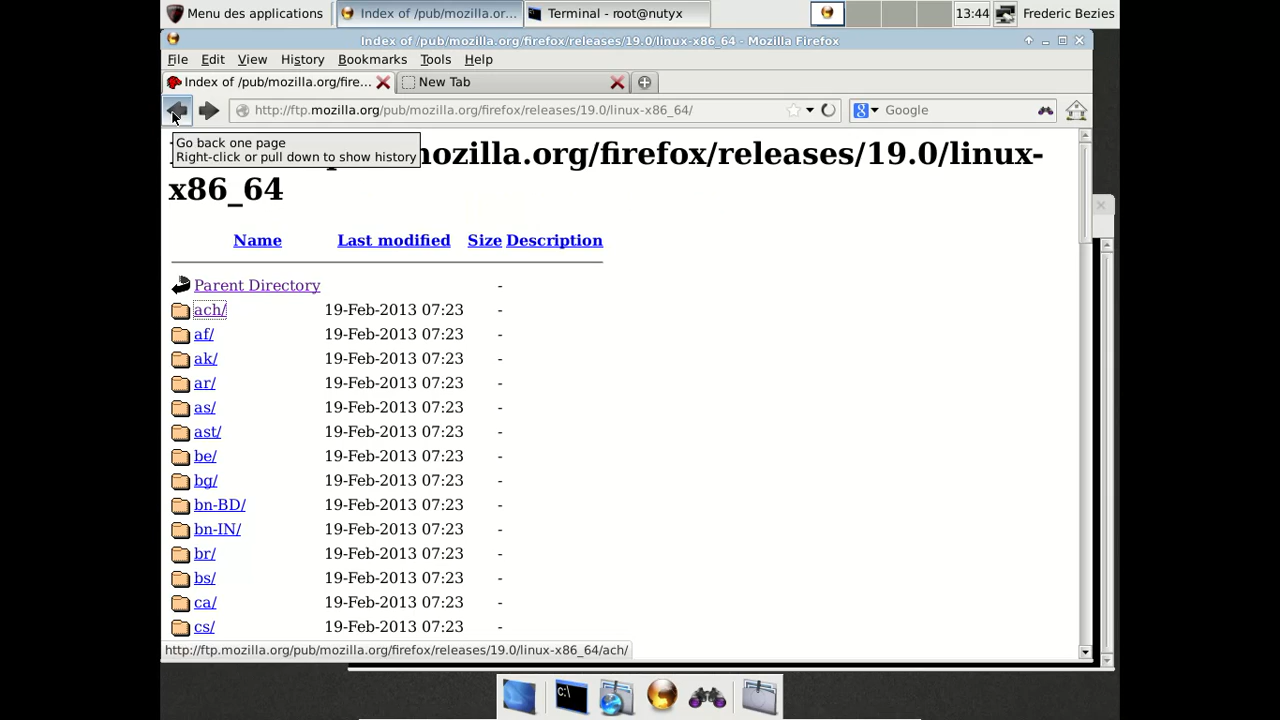 Menu des applications
Index of /pub/mozilla.or...
Terminal - root@nutyx
13:44
Frederic Bezies
Index of /pub/mozilla.org/firefox/releases/19.0/linux-x86_64 - Mozilla Firefox
File Edit View History Bookmarks Tools Help
Index of /pub/mozilla.org/fire...
New Tab
http://ftp.mozilla.org/pub/mozilla.org/firefox/releases/19.0/linux-x86_64/
Google
Go back one page
Right-click or pull down to show history
ozilla.org/firefox/releases/19.0/linux-
x86_64
Name Last modified Size Description
Parent Directory -
ach/ 19-Feb-2013 07:23 -
af/ 19-Feb-2013 07:23 -
ak/ 19-Feb-2013 07:23 -
ar/ 19-Feb-2013 07:23 -
as/ 19-Feb-2013 07:23 -
ast/ 19-Feb-2013 07:23 -
be/ 19-Feb-2013 07:23 -
bg/ 19-Feb-2013 07:23 -
bn-BD/ 19-Feb-2013 07:23 -
bn-IN/ 19-Feb-2013 07:23 -
br/ 19-Feb-2013 07:23 -
bs/ 19-Feb-2013 07:23 -
ca/ 19-Feb-2013 07:23 -
cs/ 19-Feb-2013 07:23 -
http://ftp.mozilla.org/pub/mozilla.org/firefox/releases/19.0/linux-x86_64/ach/
C:\